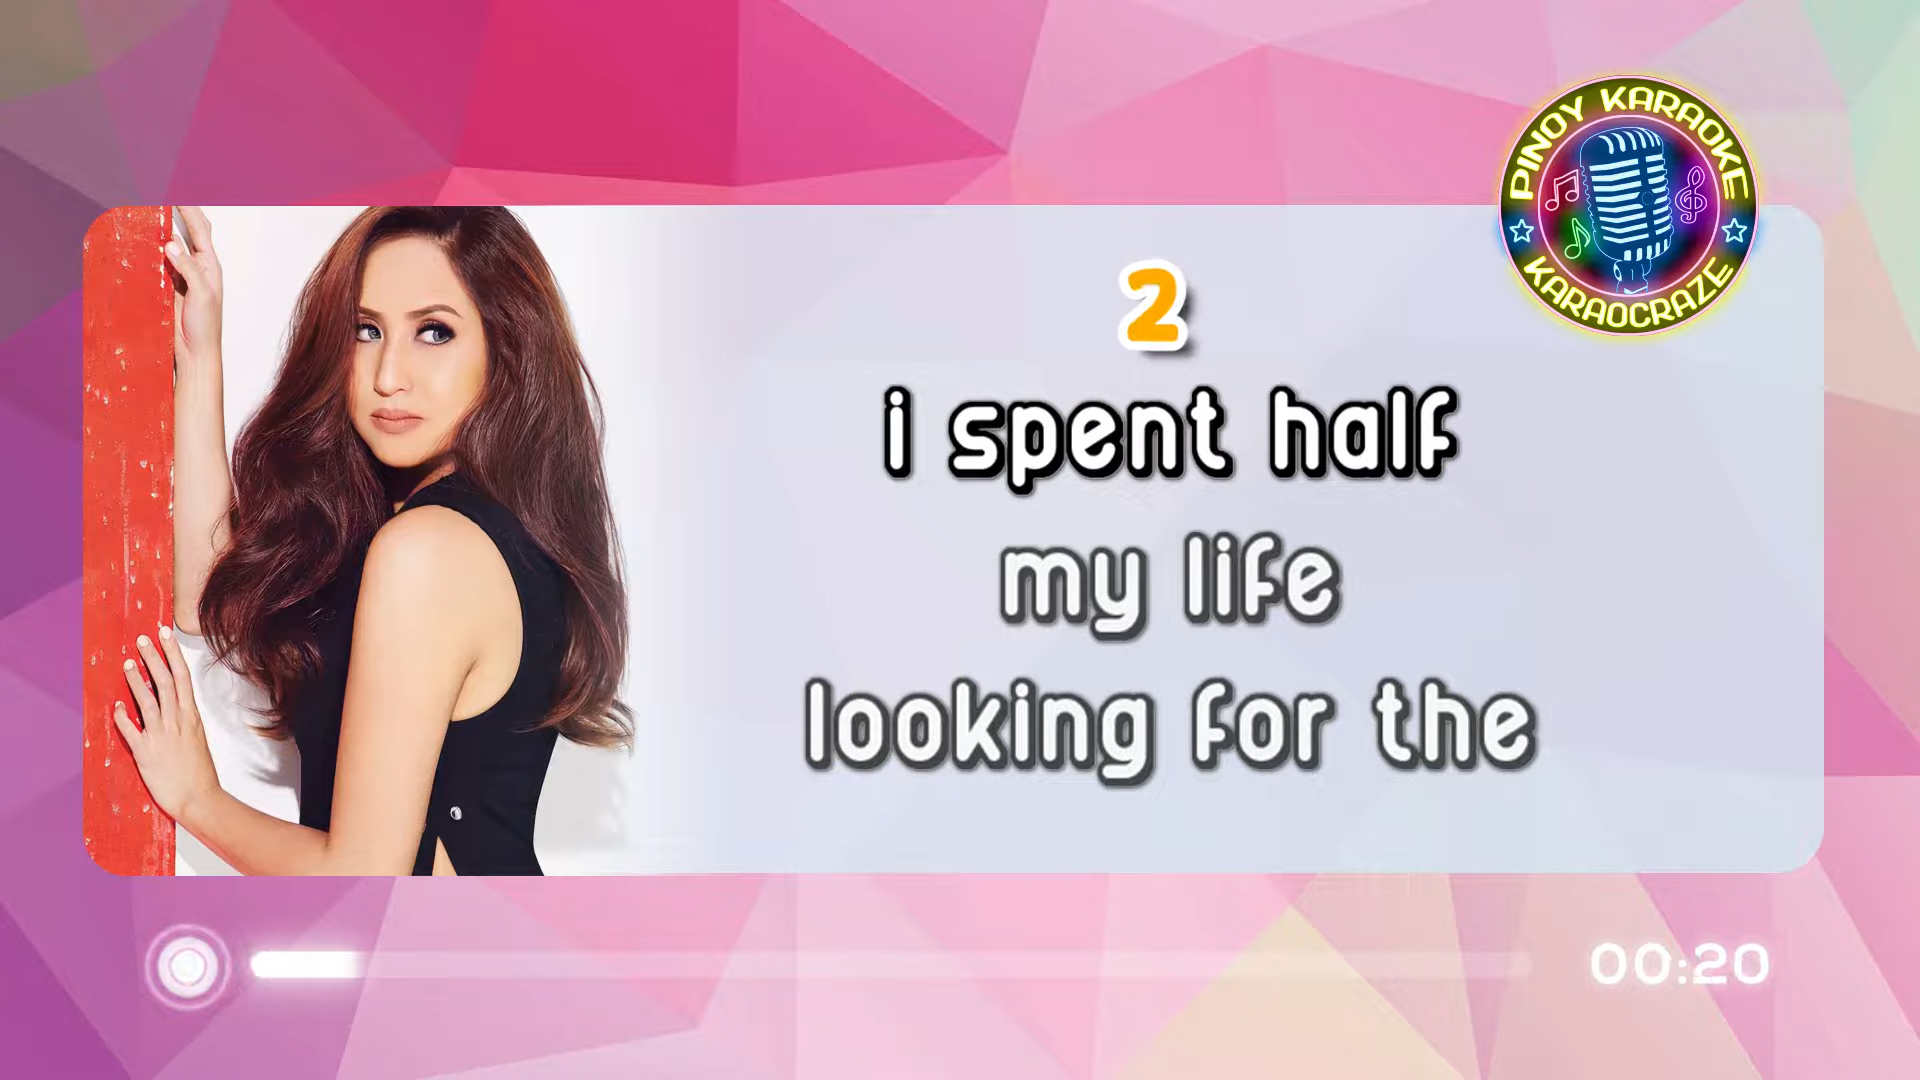 PINOY KARAOKE
KARAOCRAZE
2
i spent half
my life
looking for the
00:20